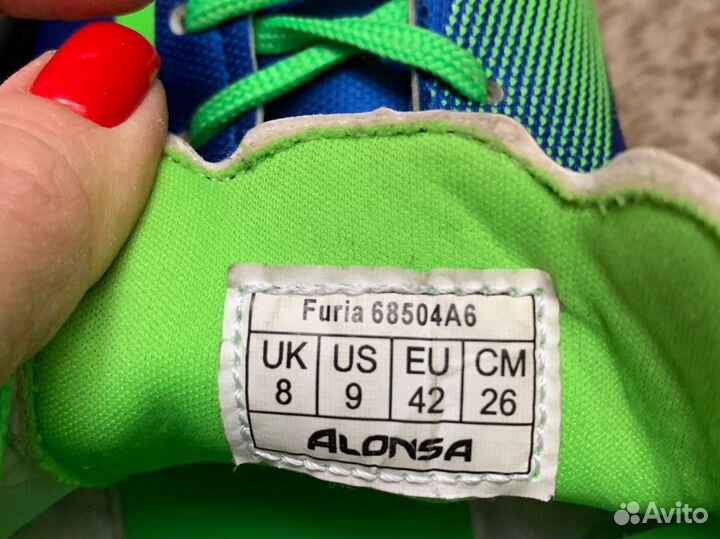 Furia 68504A6
UK US EU CM
8 9 42 26
ALONSA
Avito